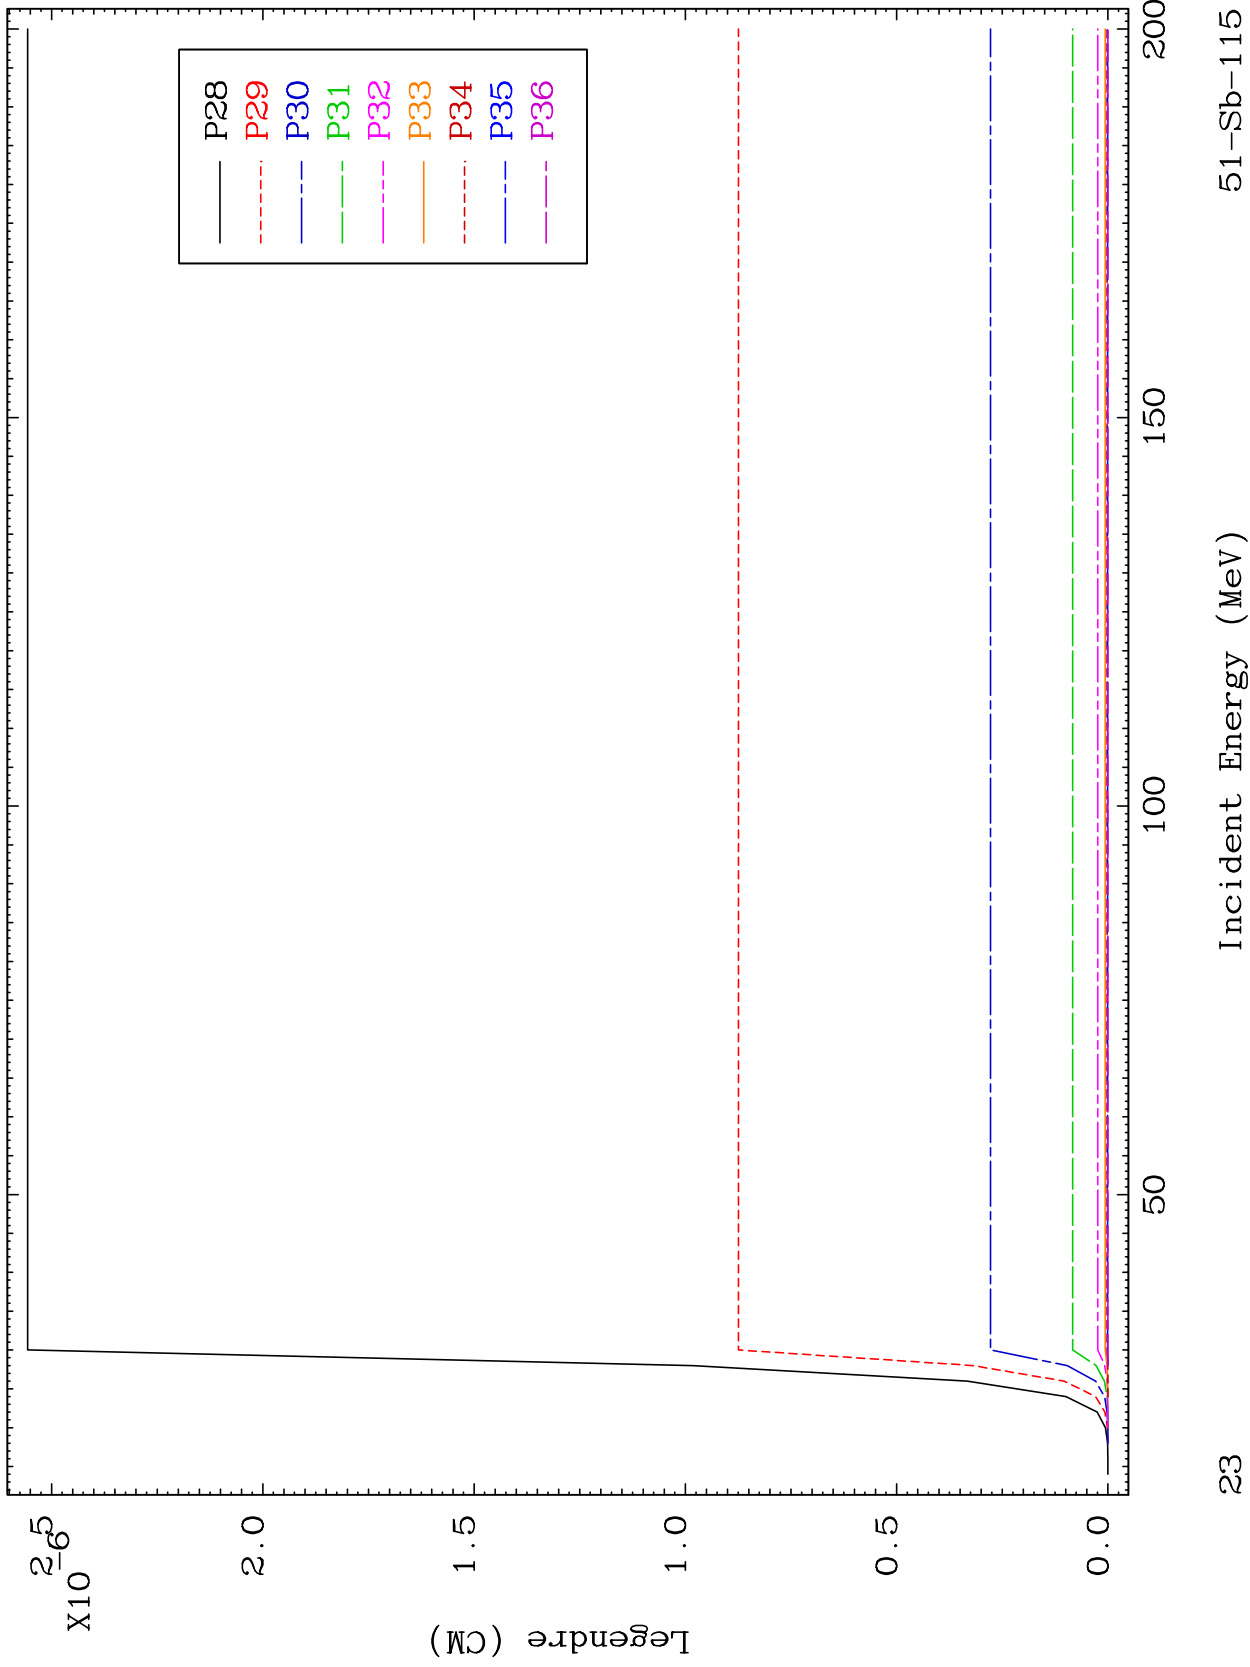 X10
-6
2.5
2.0
1.5
1.0
0.5
0.0
Legendre (CM)
P28
P29
P30
P31
P32
P33
P34
P35
P36
50
100
150
200
Incident Energy (MeV)
23
51-Sb-115